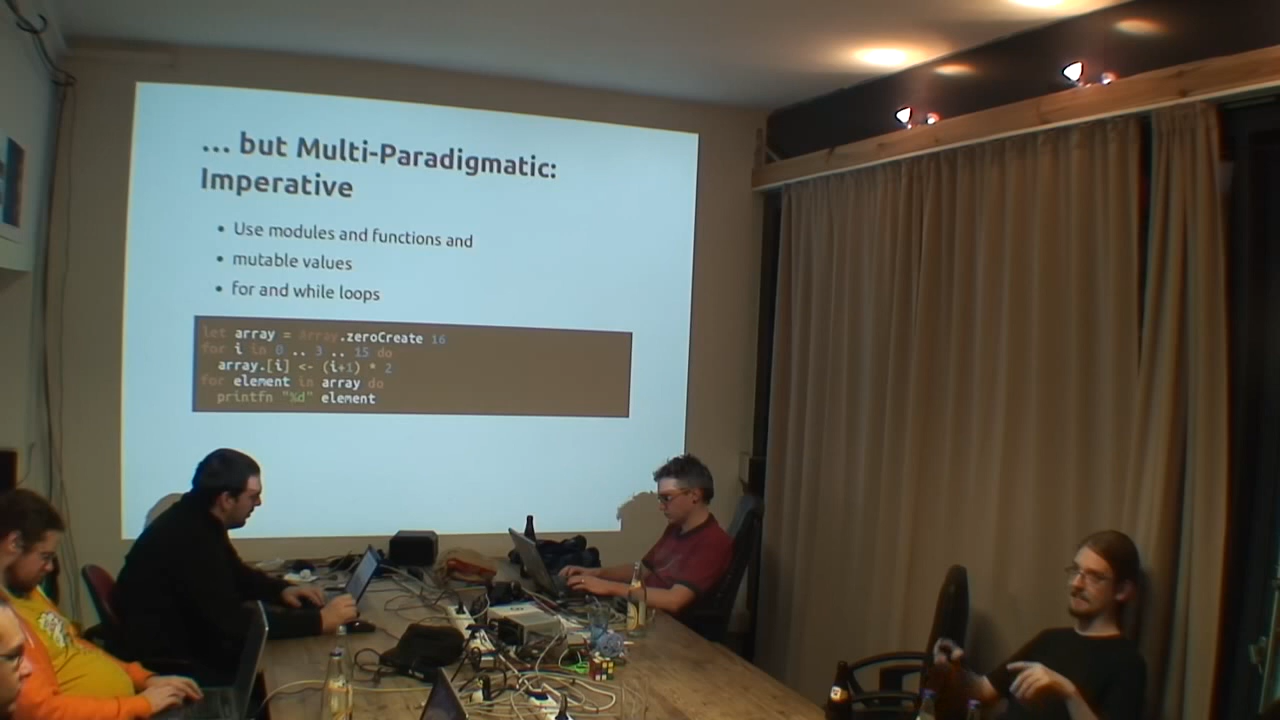 ... but Multi-Paradigmatic:
Imperative
• Use modules and functions and
• mutable values
• for and while loops
let array = Array.zeroCreate 16
for i in 0 .. 3 .. 15 do
array.[i] <- (i+1) * 2
for element in array do
printfn "%d" element